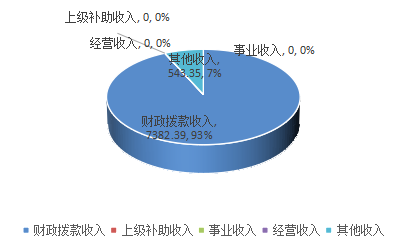 上级补助收入, 0, 0%
经营收入, 0, 0%
事业收入, 0, 0%
其他收入,
543.35, 7%
财政拨款收入,
7382.39, 93%
财政拨款收入 上级补助收入 事业收入 经营收入 其他收入